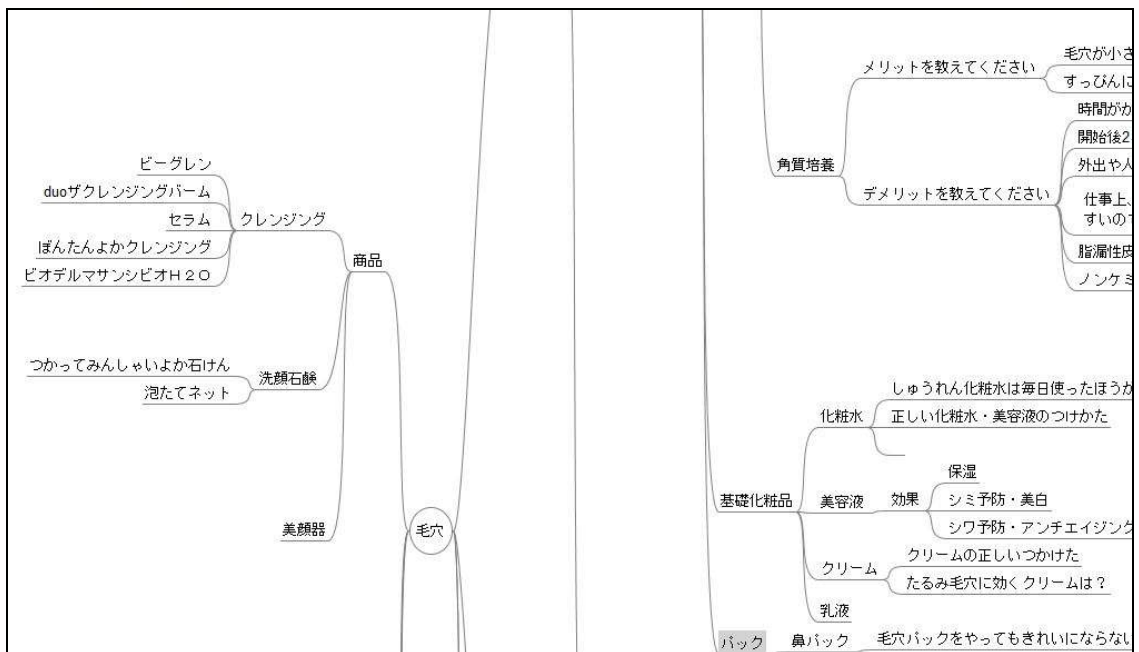 ビーグレン
duoザクレンジングバーム
セラム
ぼんたんよかクレンジング
ビオデルマサンシビオH2O
クレンジング
商品
つかってみんしゃいよか石けん
泡たてネット
洗顔石鹸
美顔器
毛穴
角質培養
メリットを教えてください
毛穴が小さ
すっぴんに
デメリットを教えてください
時間がか
開始後2
外出や人
仕事上、
すいので
脂漏性皮
ノンケミ
基礎化粧品
化粧水
しゅうれん化粧水は毎日使ったほうが
正しい化粧水・美容液のつけかた
美容液
効果
保湿
シミ予防・美白
シワ予防・アンチエイジング
クリーム
クリームの正しいつかけた
たるみ毛穴に効くクリームは？
乳液
パック
鼻パック
毛穴パックをやってもきれいにならない